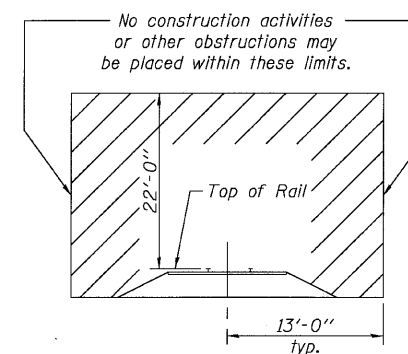 No construction activities
or other obstructions may
be placed within these limits.
22'-0"
Top of Rail
13'-0"
typ.